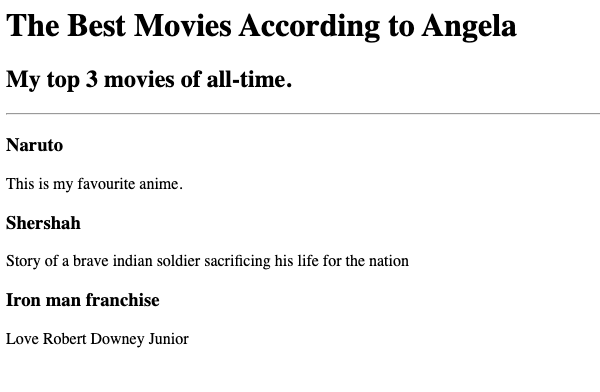 The Best Movies According to Angela
My top 3 movies of all-time.
Naruto
This is my favourite anime.
Shershah
Story of a brave indian soldier sacrificing his life for the nation
Iron man franchise
Love Robert Downey Junior